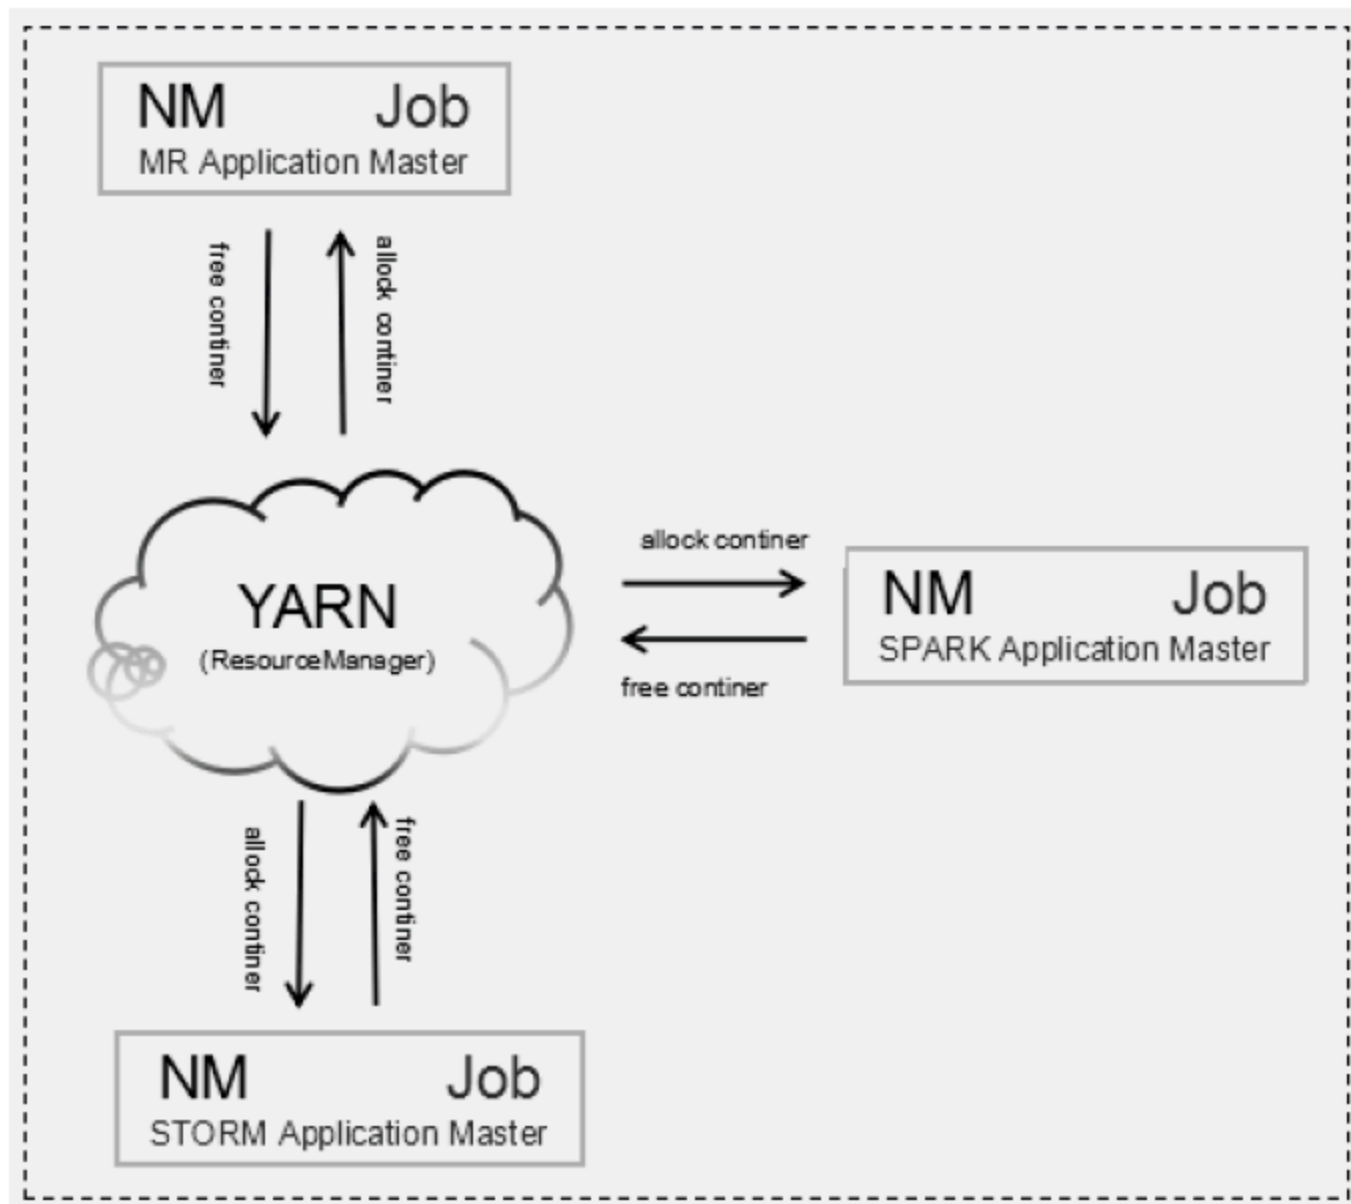 NM Job
MR Application Master
free continer
allock continer
YARN
(ResourceManager)
allock continer
free continer
NM Job
SPARK Application Master
allock continer
free continer
NM Job
STORM Application Master